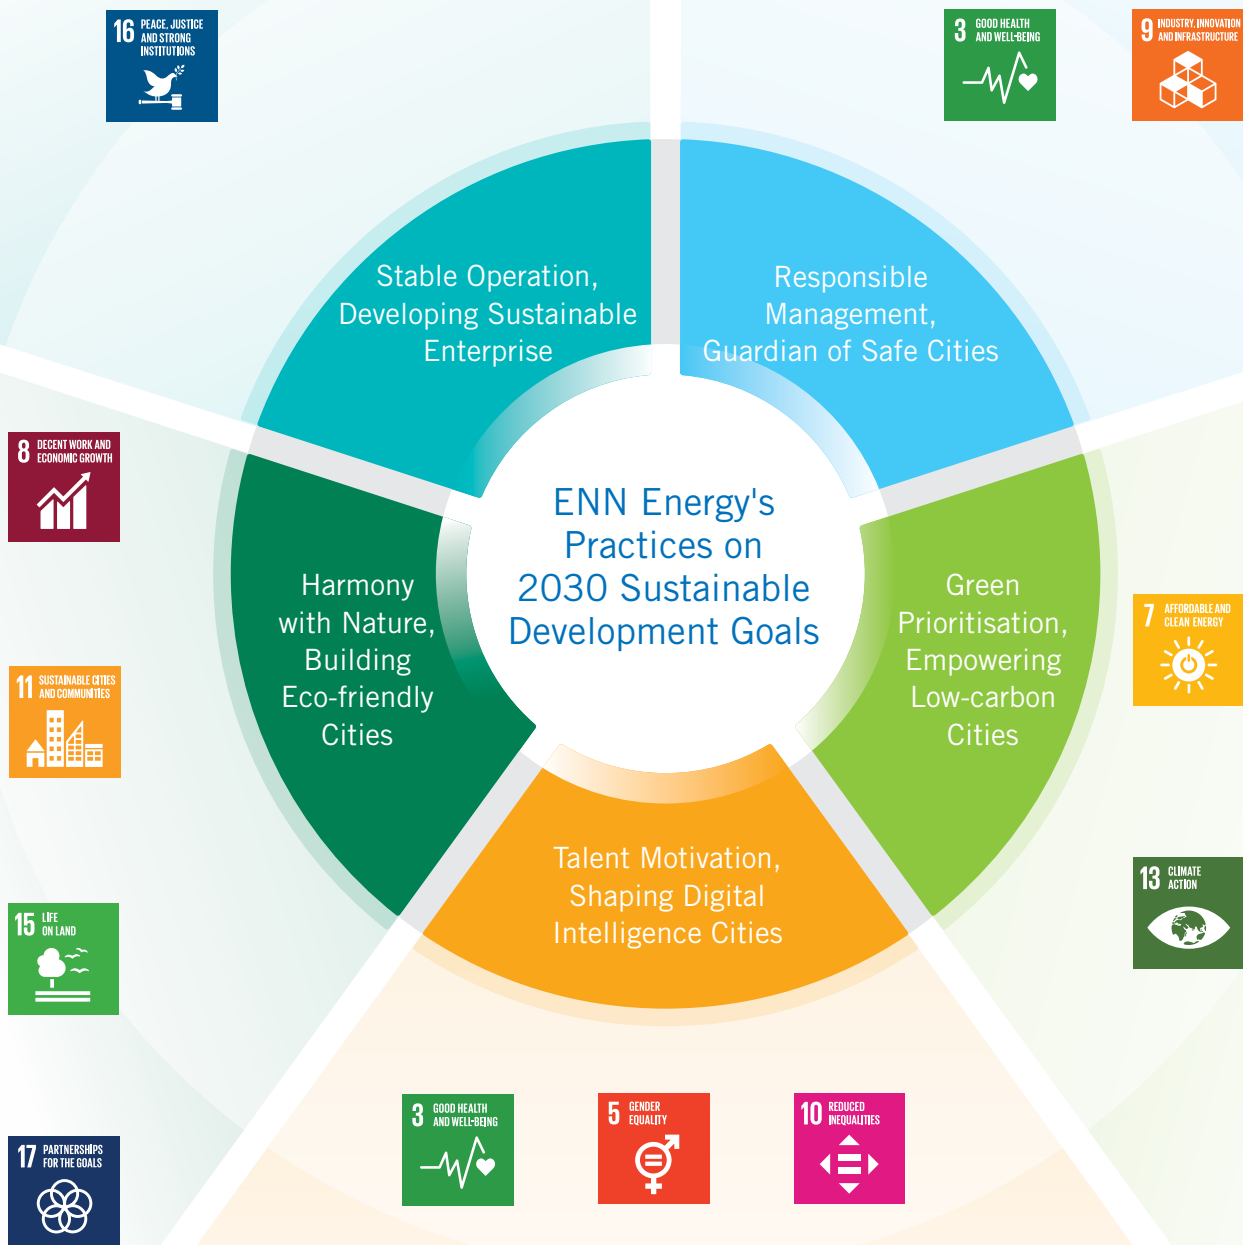 16 PEACE, JUSTICE
AND STRONG
INSTITUTIONS
3 GOOD HEALTH
AND WELL-BEING
9 INDUSTRY, INNOVATION
AND INFRASTRUCTURE
Stable Operation,
Developing Sustainable
Enterprise
Responsible
Management,
Guardian of Safe Cities
8 DECENT WORK AND
ECONOMIC GROWTH
11 SUSTAINABLE CITIES
AND COMMUNITIES
15 LIFE
ON LAND
17 PARTNERSHIPS
FOR THE GOALS
Harmony
with Nature,
Building
Eco-friendly
Cities
ENN Energy's
Practices on
2030 Sustainable
Development Goals
Green
Prioritisation,
Empowering
Low-carbon
Cities
7 AFFORDABLE AND
CLEAN ENERGY
13 CLIMATE
ACTION
Talent Motivation,
Shaping Digital
Intelligence Cities
3 GOOD HEALTH
AND WELL-BEING
5 GENDER
EQUALITY
10 REDUCED
INEQUALITIES